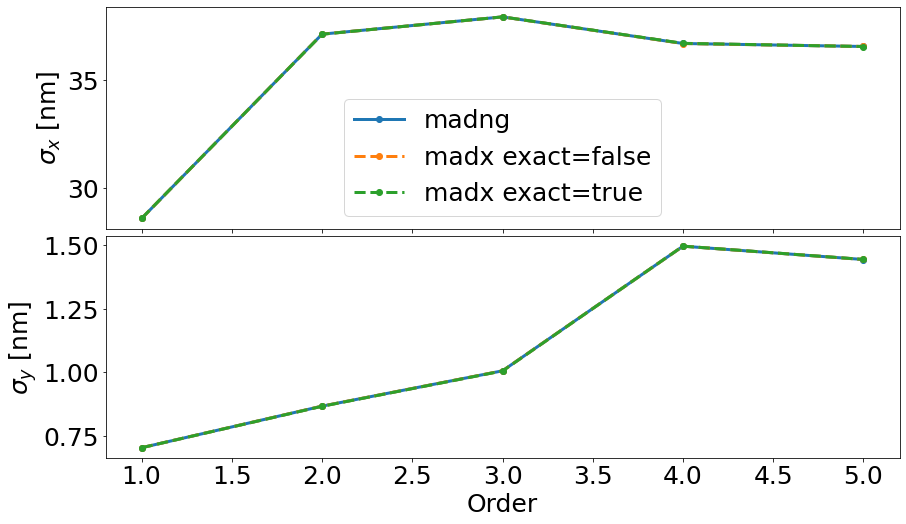 σx [nm]
35
30
madng
madx exact=false
madx exact=true
σy [nm]
1.50
1.25
1.00
0.75
1.0 1.5 2.0 2.5 3.0 3.5 4.0 4.5 5.0
Order